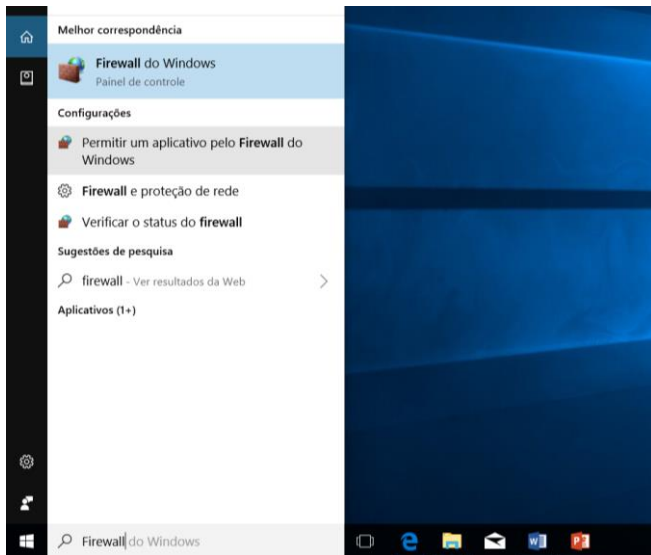 Melhor correspondência
Firewall do Windows
Painel de controle
Configurações
Permitir um aplicativo pelo Firewall do
Windows
Firewall e proteção de rede
Verificar o status do firewall
Sugestões de pesquisa
firewall - Ver resultados da Web
Aplicativos (1+)
Firewall do Windows